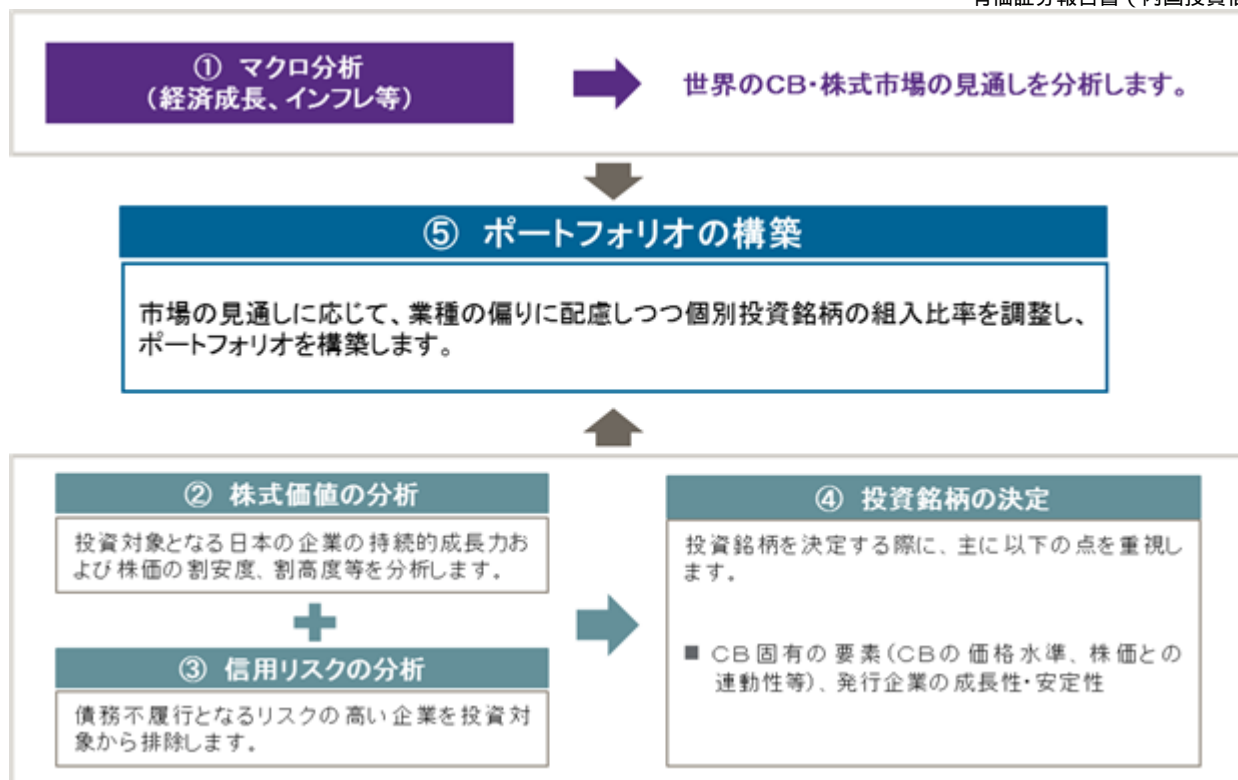 ① マクロ分析
（経済成長、インフレ等）
世界のCB・株式市場の見通しを分析します。
⑤ ポートフォリオの構築
市場の見通しに応じて、業種の偏りに配慮しつつ個別投資銘柄の組入比率を調整し、
ポートフォリオを構築します。
② 株式価値の分析
投資対象となる日本の企業の持続的成長力お
よび株価の割安度、割高度等を分析します。
③ 信用リスクの分析
債務不履行となるリスクの高い企業を投資対
象から排除します。
④ 投資銘柄の決定
投資銘柄を決定する際に、主に以下の点を重視し
ます。
■ CB固有の要素（CBの価格水準、株価との
連動性等）、発行企業の成長性・安定性